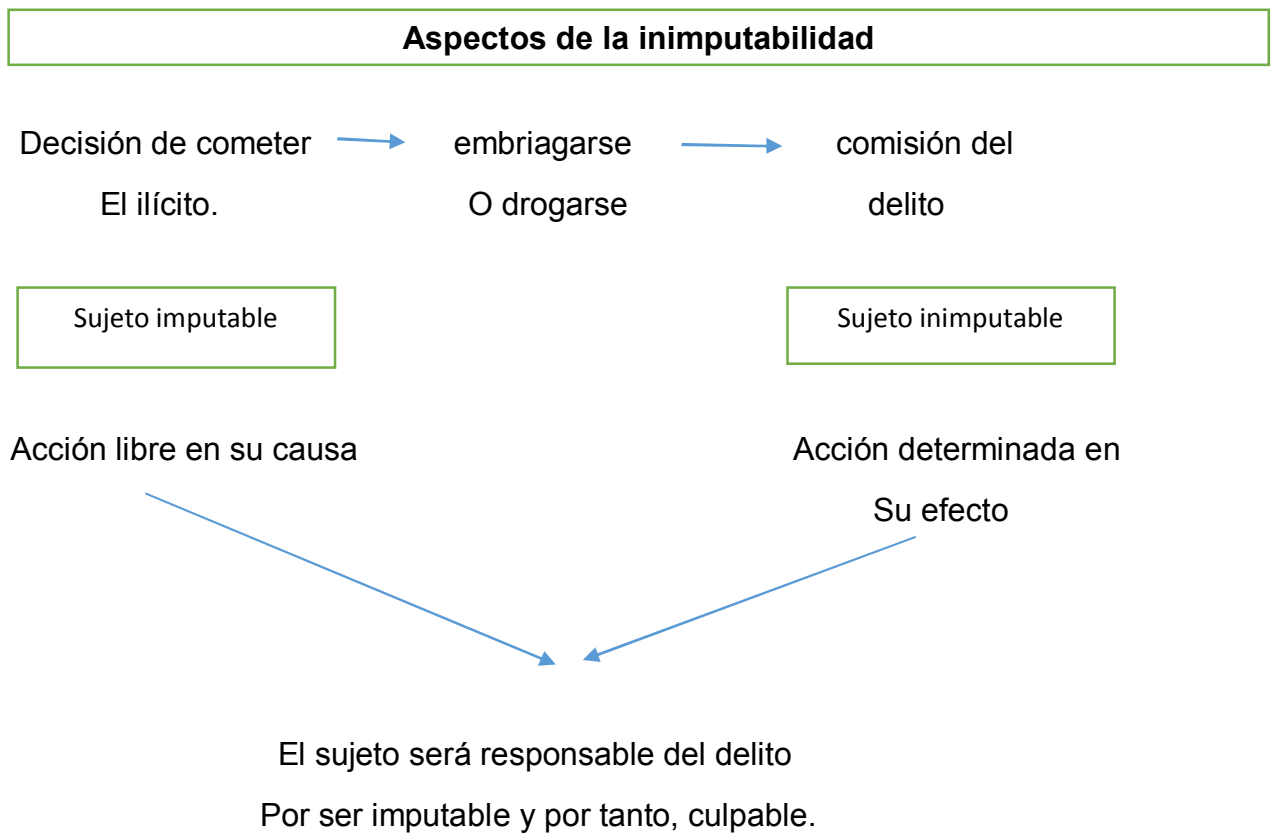 Aspectos de la inimputabilidad
Decisión de cometer embriagarse comisión del
El ilícito. O drogarse delito
Sujeto imputable Sujeto inimputable
Acción libre en su causa Acción determinada en
Su efecto
El sujeto será responsable del delito
Por ser imputable y por tanto, culpable.